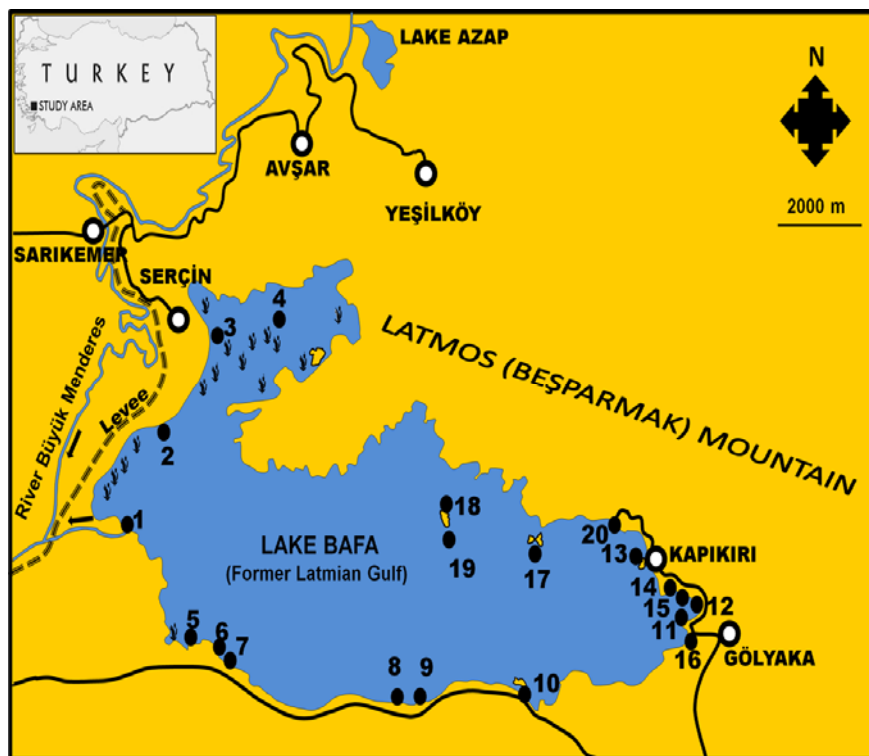 TURKEY
STUDY AREA
LAKE AZAP
N
AVŞAR
YEŞİLKÖY
2000 m
SARIKEMER
SERÇİN
4
3
LATMOS (BEŞPARMAK) MOUNTAIN
River Büyük Menderes
Levee
2
1
18
20
LAKE BAFA
(Former Latmian Gulf)
19
17
13
KAPIKIRI
14
15
12
11
16
GÖLYAKA
5
6
7
8
9
10